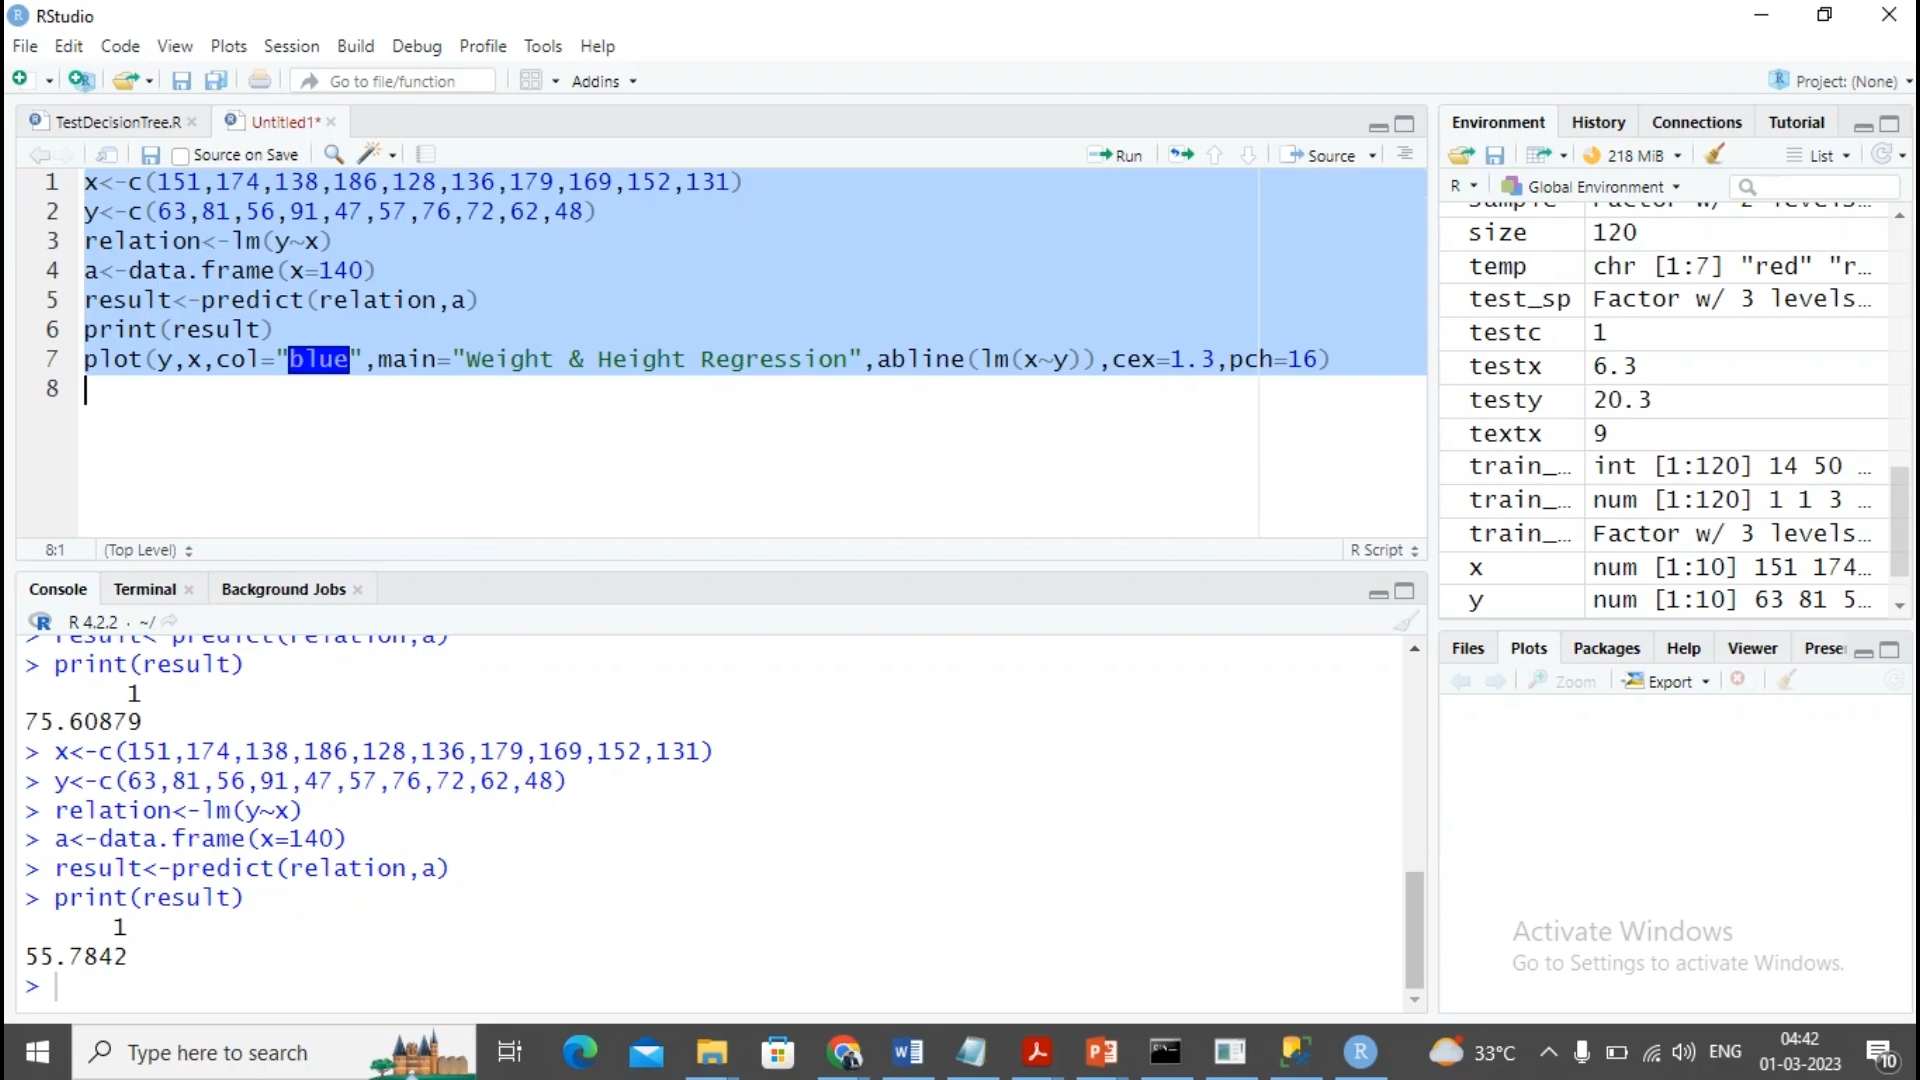 RStudio
File Edit Code View Plots Session Build Debug Profile Tools Help
Go to file/function Addins Project: (None)
TestDecisionTree.R Untitled1*
Source on Save Run Source
1 x<-c(151,174,138,186,128,136,179,169,152,131)
2 y<-c(63,81,56,91,47,57,76,72,62,48)
3 relation<-lm(y~x)
4 a<-data.frame(x=140)
5 result<-predict(relation,a)
6 print(result)
7 plot(y,x,col="blue",main="Weight & Height Regression",abline(lm(x~y)),cex=1.3,pch=16)
8
8:1 (Top Level) R Script
Console Terminal Background Jobs
R 4.2.2 · ~/
> result<-predict(relation,a)
> print(result)
1
75.60879
> x<-c(151,174,138,186,128,136,179,169,152,131)
> y<-c(63,81,56,91,47,57,76,72,62,48)
> relation<-lm(y~x)
> a<-data.frame(x=140)
> result<-predict(relation,a)
> print(result)
1
55.7842
>
Environment History Connections Tutorial
218 MiB List
R Global Environment
size 120
temp chr [1:7] "red" "r...
test_sp Factor w/ 3 levels...
testc 1
testx 6.3
testy 20.3
textx 9
train_... int [1:120] 14 50 ...
train_... num [1:120] 1 1 3 ...
train_... Factor w/ 3 levels...
x num [1:10] 151 174...
y num [1:10] 63 81 5...
Files Plots Packages Help Viewer Prese
Zoom Export
Activate Windows
Go to Settings to activate Windows.
Type here to search 33°C ENG 04:42
01-03-2023 10